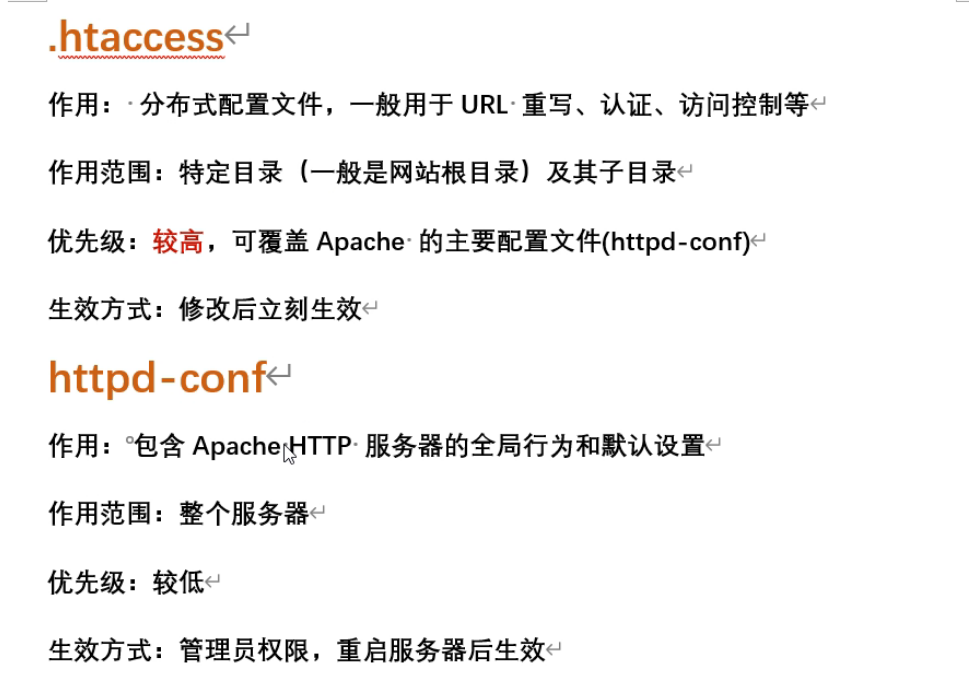 .htaccess
作用： 分布式配置文件，一般用于 URL 重写、认证、访问控制等
作用范围：特定目录（一般是网站根目录）及其子目录
优先级：较高，可覆盖 Apache 的主要配置文件(httpd-conf)
生效方式：修改后立刻生效
httpd-conf
作用： 包含 Apache HTTP 服务器的全局行为和默认设置
作用范围：整个服务器
优先级：较低
生效方式：管理员权限，重启服务器后生效